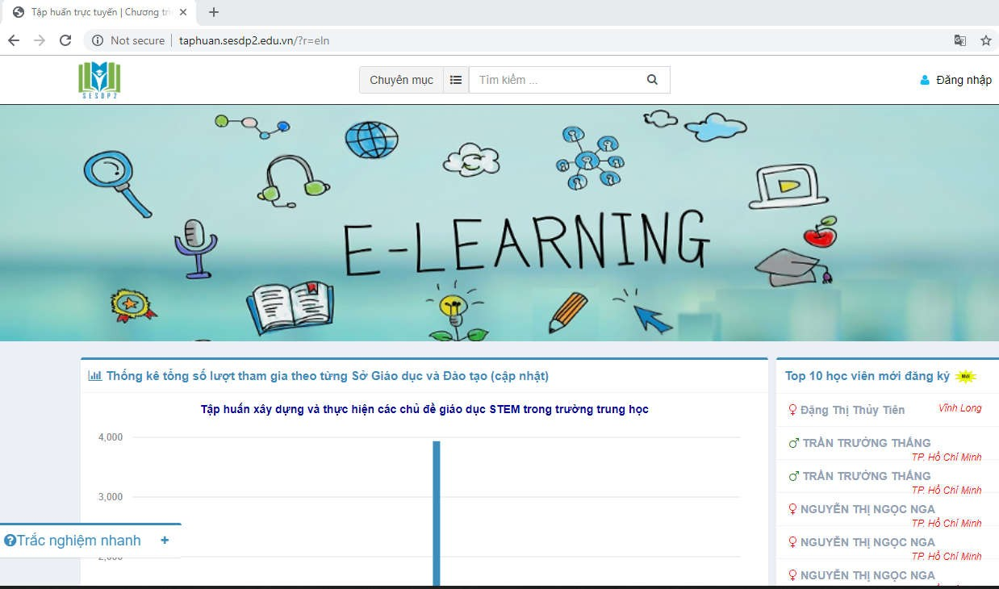 Tập huấn trực tuyến | Chương trì
Not secure | taphuan.sesdp2.edu.vn/?r=eln
SESDP2
Chuyên mục
Tìm kiếm ...
Đăng nhập
E-LEARNING
Thống kê tổng số lượt tham gia theo từng Sở Giáo dục và Đào tạo (cập nhật)
Tập huấn xây dựng và thực hiện các chủ đề giáo dục STEM trong trường trung học
4,000
3,000
2,000
Trắc nghiệm nhanh +
Top 10 học viên mới đăng ký Mới
Đặng Thị Thủy Tiên
Vĩnh Long
TRẦN TRƯỜNG THẮNG
TP. Hồ Chí Minh
TRẦN TRƯỜNG THẮNG
TP. Hồ Chí Minh
NGUYỄN THỊ NGỌC NGA
TP. Hồ Chí Minh
NGUYỄN THỊ NGỌC NGA
TP. Hồ Chí Minh
NGUYỄN THỊ NGỌC NGA